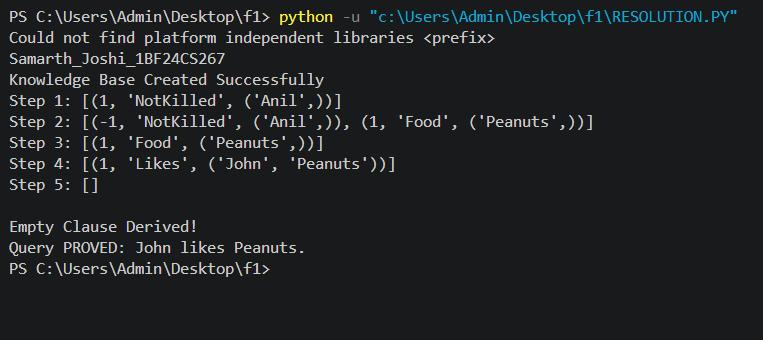 PS C:\Users\Admin\Desktop\f1> python -u "c:\Users\Admin\Desktop\f1\RESOLUTION.PY"
Could not find platform independent libraries <prefix>
Samarth_Joshi_1BF24CS267
Knowledge Base Created Successfully
Step 1: [(1, 'NotKilled', ('Anil',))]
Step 2: [(-1, 'NotKilled', ('Anil',)), (1, 'Food', ('Peanuts',))]
Step 3: [(1, 'Food', ('Peanuts',))]
Step 4: [(1, 'Likes', ('John', 'Peanuts'))]
Step 5: []
Empty Clause Derived!
Query PROVED: John likes Peanuts.
PS C:\Users\Admin\Desktop\f1>